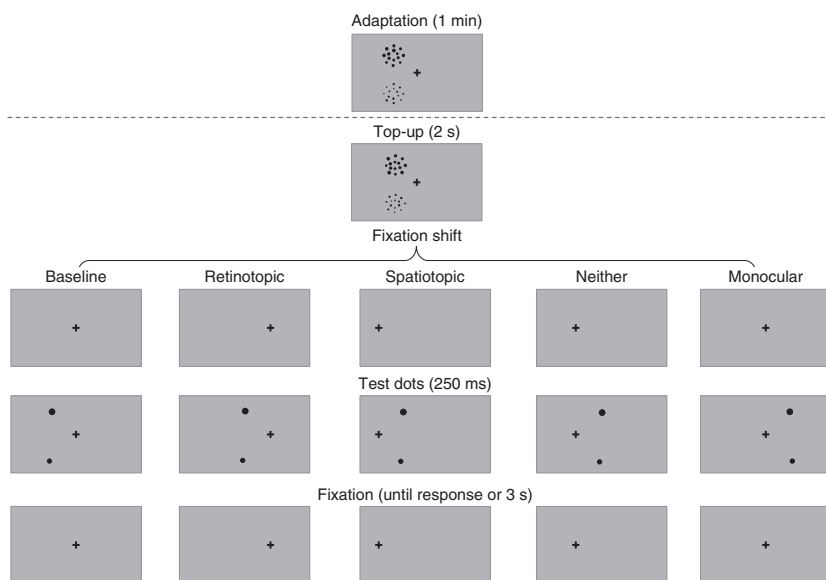 Adaptation (1 min)
Top-up (2 s)
Fixation shift
Baseline Retinotopic Spatiotopic Neither Monocular
Test dots (250 ms)
Fixation (until response or 3 s)